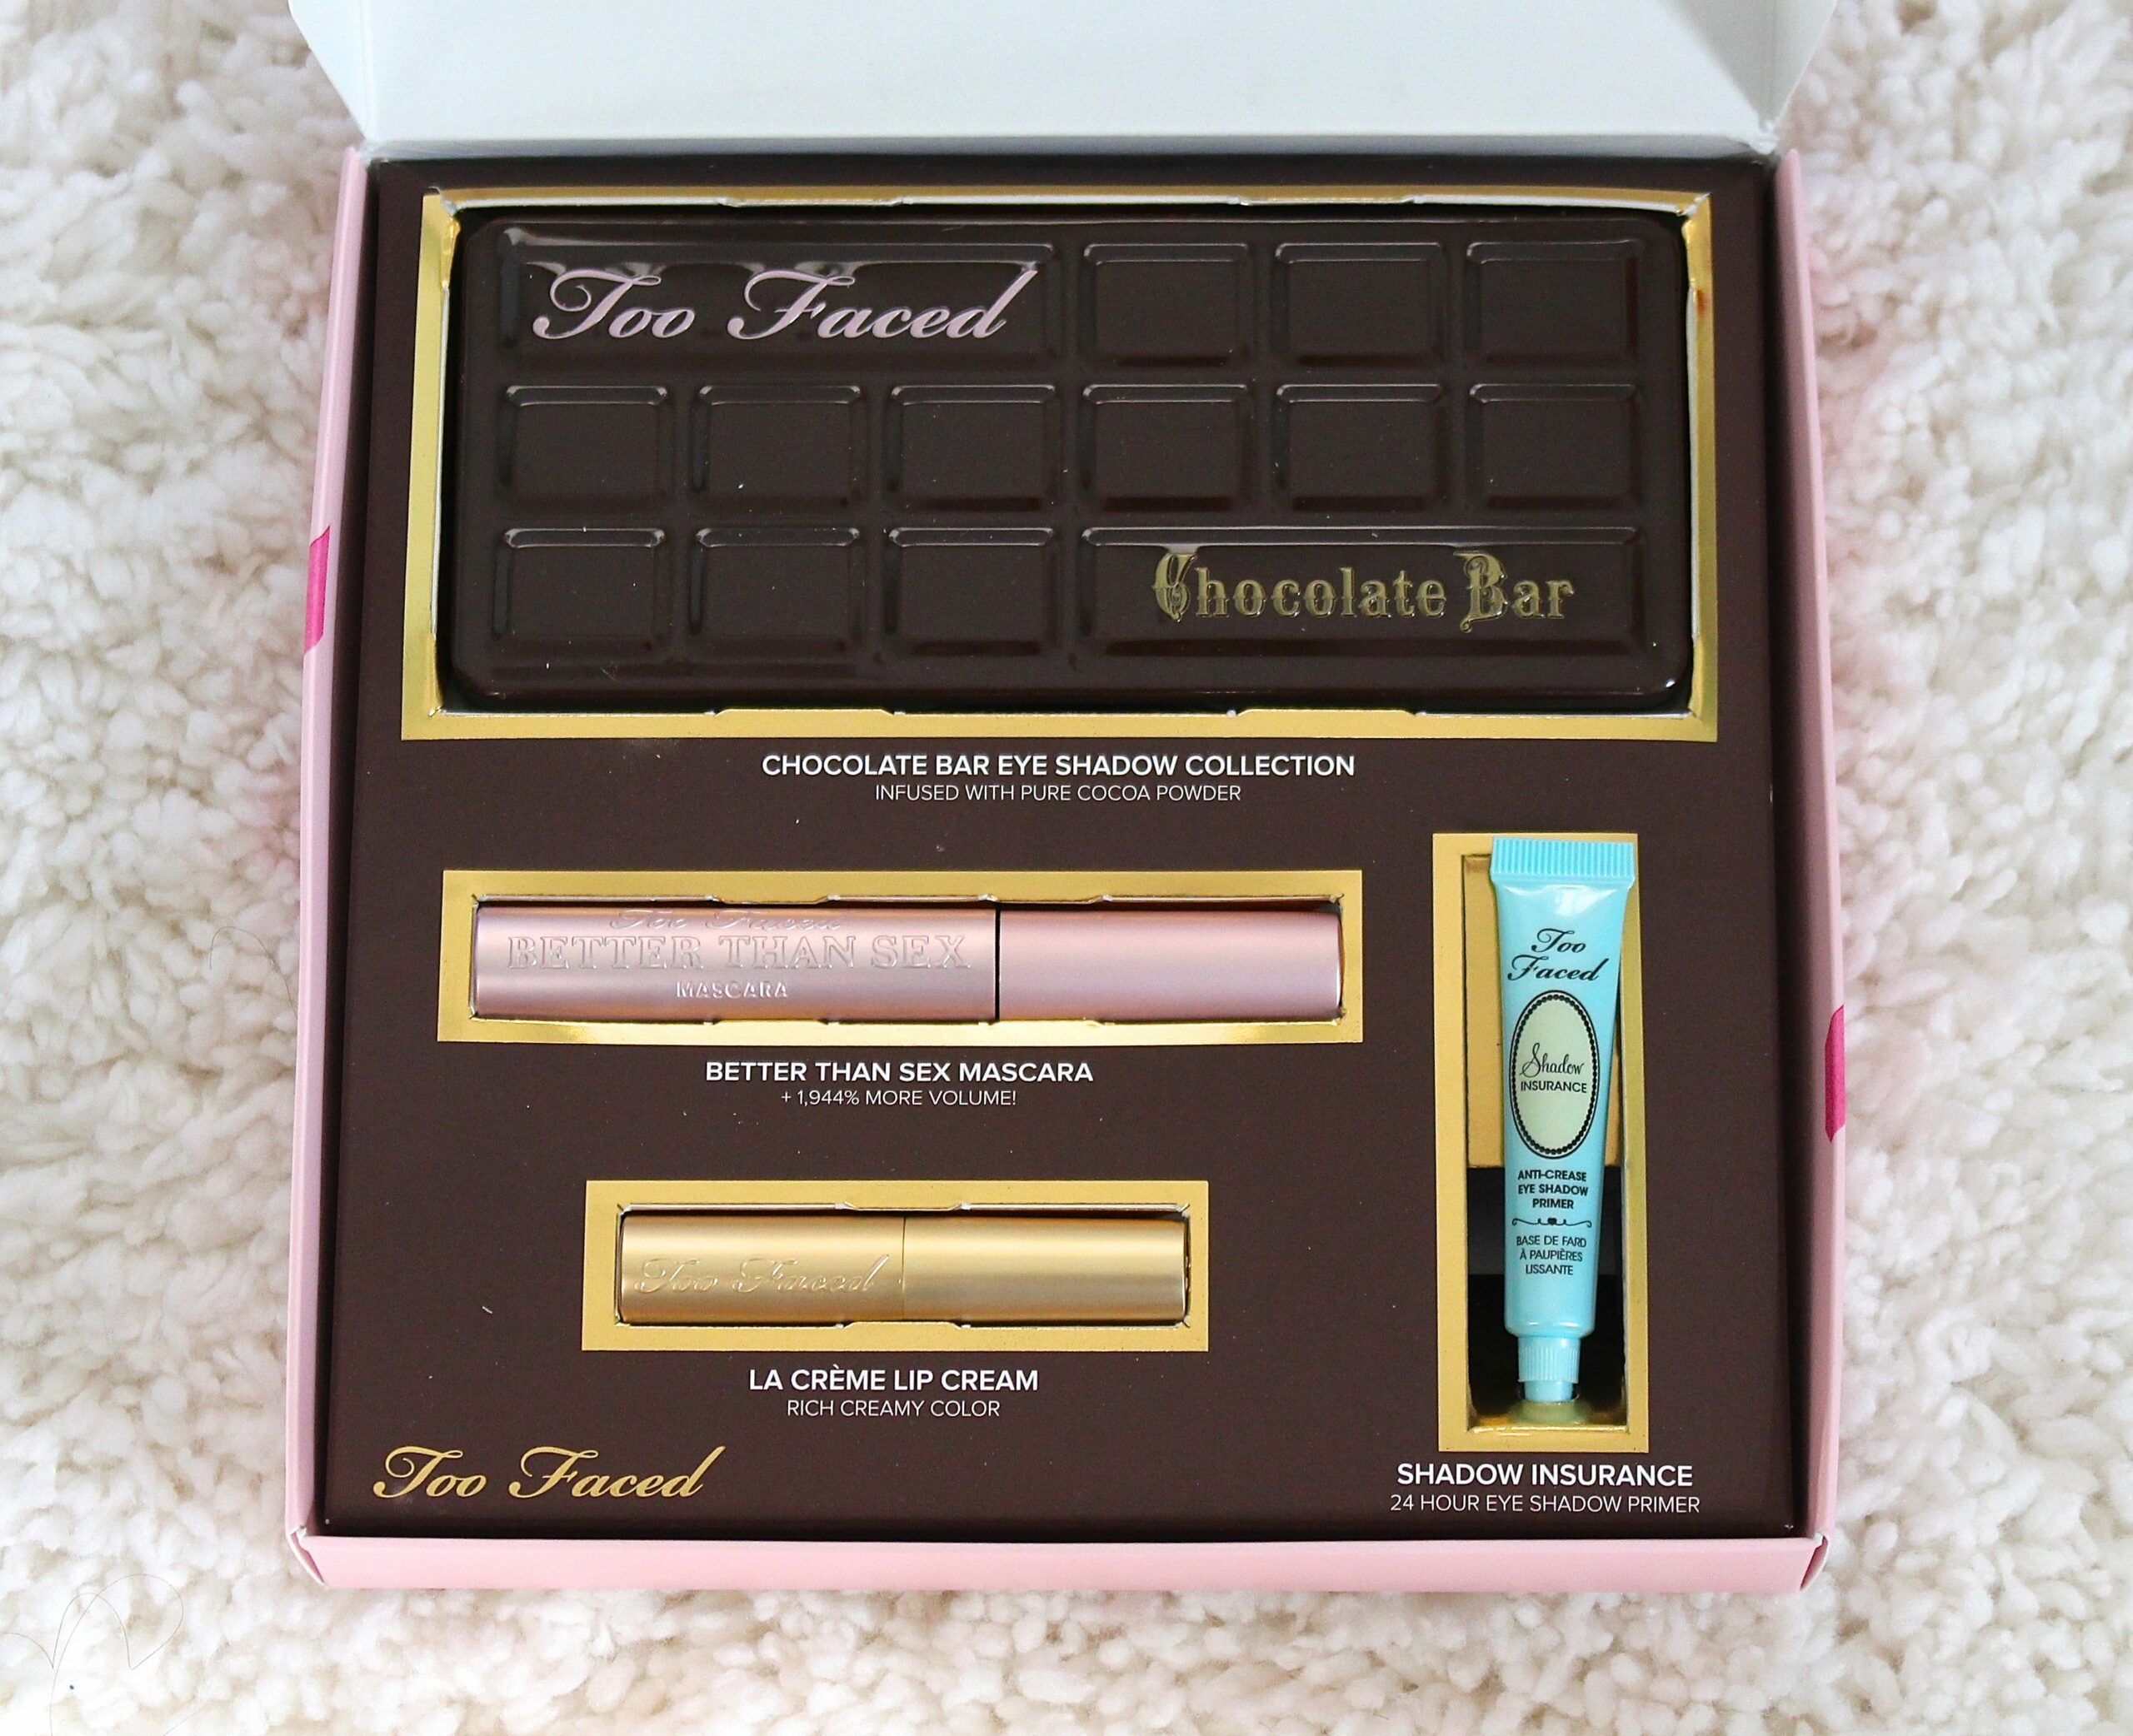 Too Faced
Chocolate Bar
CHOCOLATE BAR EYE SHADOW COLLECTION
INFUSED WITH PURE COCOA POWDER
Too Faced
BETTER THAN SEX
MASCARA
BETTER THAN SEX MASCARA
+ 1,944% MORE VOLUME!
Too Faced
LA CRÈME LIP CREAM
RICH CREAMY COLOR
Too Faced
Too
Faced
Shadow
INSURANCE
ANTI-CREASE
EYE SHADOW
PRIMER
BASE DE FARD
À PAUPIÈRES
LISSANTE
SHADOW INSURANCE
24 HOUR EYE SHADOW PRIMER